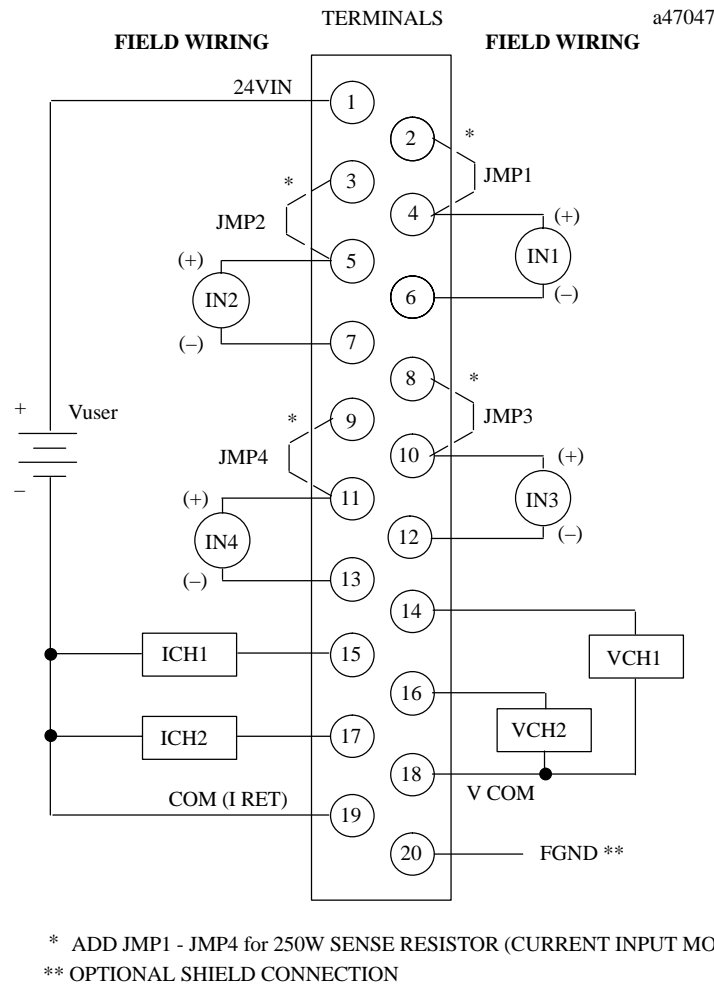 TERMINALS
a47047
FIELD WIRING
FIELD WIRING
24VIN
1
2
*
3
*
JMP1
4
JMP2
(+)
5
(+)
IN1
IN2
6
(–)
(–)
7
8
*
+
Vuser
9
*
JMP3
10
JMP4
(+)
–
11
(+)
IN3
IN4
12
(–)
(–)
13
14
ICH1
15
VCH1
16
ICH2
17
VCH2
18
V COM
COM (I RET)
19
20
FGND **
* ADD JMP1 - JMP4 for 250W SENSE RESISTOR (CURRENT INPUT MO
** OPTIONAL SHIELD CONNECTION